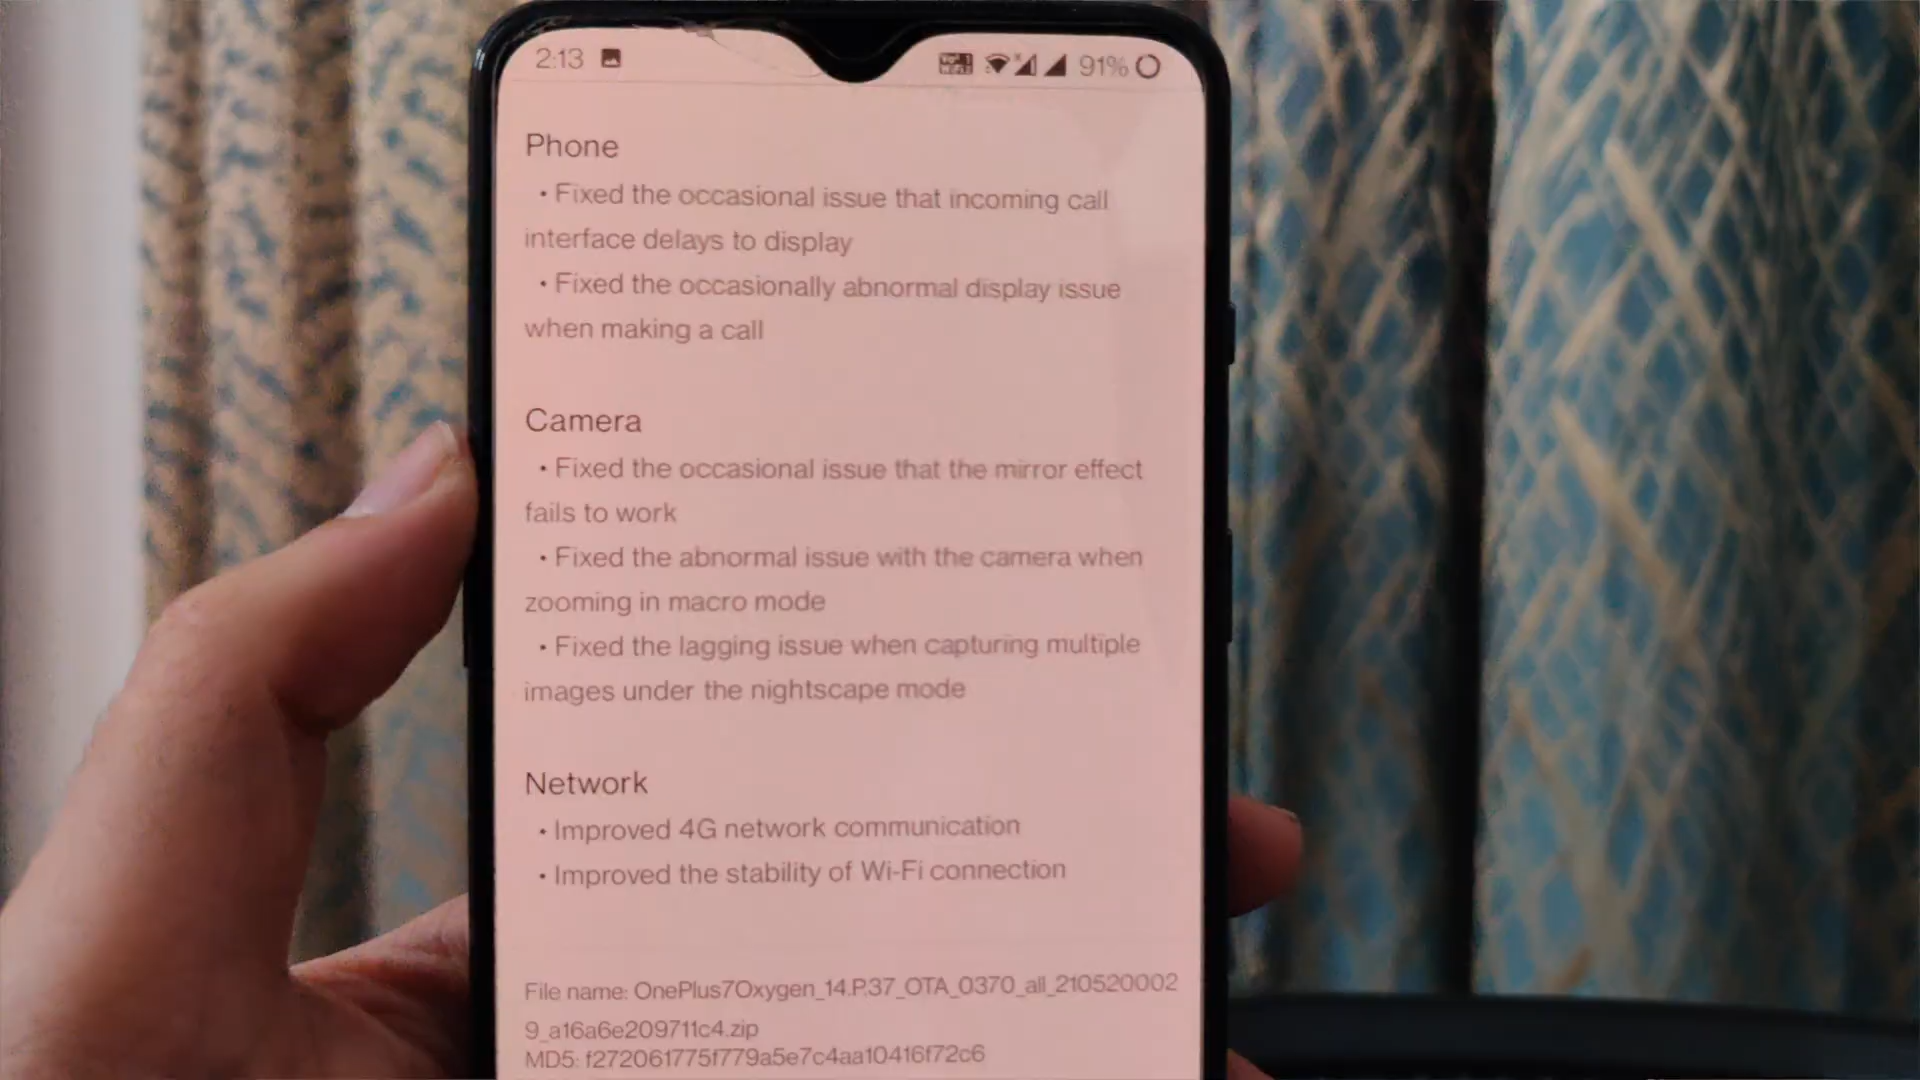 2:13 91%
Phone
• Fixed the occasional issue that incoming call
interface delays to display
• Fixed the occasionally abnormal display issue
when making a call
Camera
• Fixed the occasional issue that the mirror effect
fails to work
• Fixed the abnormal issue with the camera when
zooming in macro mode
• Fixed the lagging issue when capturing multiple
images under the nightscape mode
Network
• Improved 4G network communication
• Improved the stability of Wi-Fi connection
File name: OnePlus7Oxygen_14.P.37_OTA_0370_all_210520002
9_a16a6e209711c4.zip
MD5: f272061775f779a5e7c4aa10416f72c6